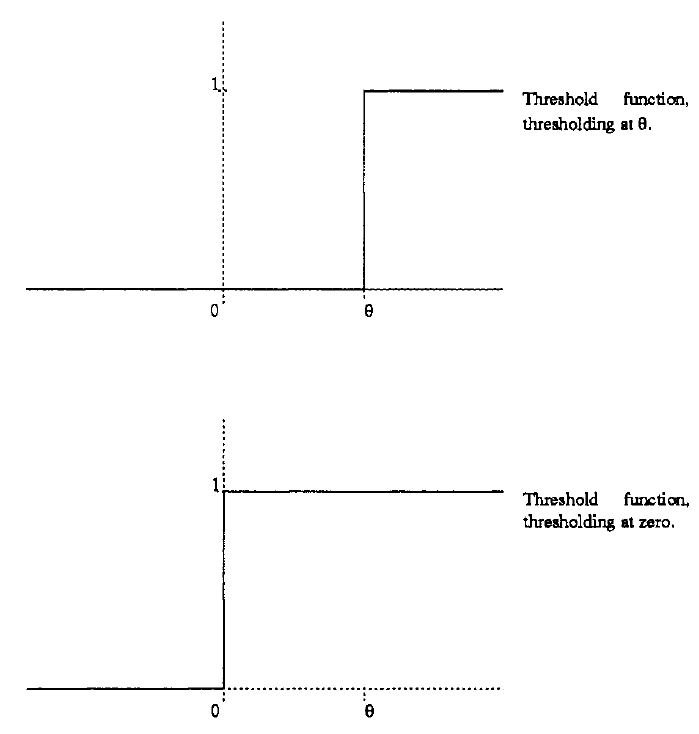 1
Threshold function,
thresholding at θ.
0
θ
1
Threshold function,
thresholding at zero.
0
θ